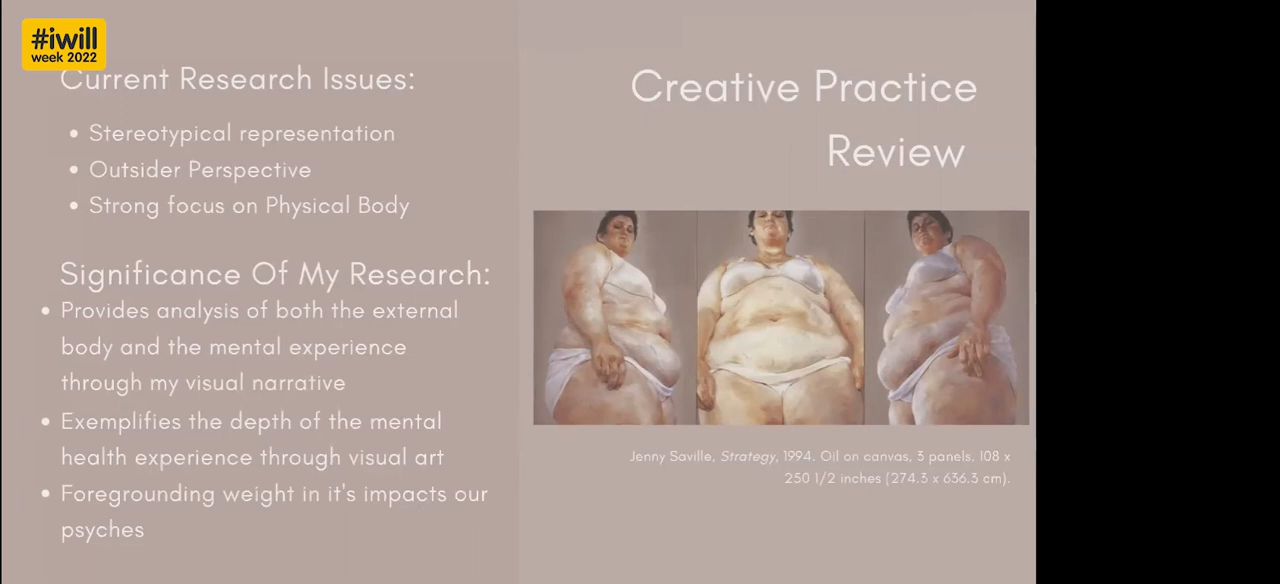 #iwill
week 2022
Current Research Issues:
• Stereotypical representation
• Outsider Perspective
• Strong focus on Physical Body
Significance Of My Research:
• Provides analysis of both the external
body and the mental experience
through my visual narrative
• Exemplifies the depth of the mental
health experience through visual art
• Foregrounding weight in it's impacts our
psyches
Creative Practice
Review
Jenny Saville, Strategy, 1994. Oil on canvas, 3 panels. 108 x
250 1/2 inches (274.3 x 636.3 cm).